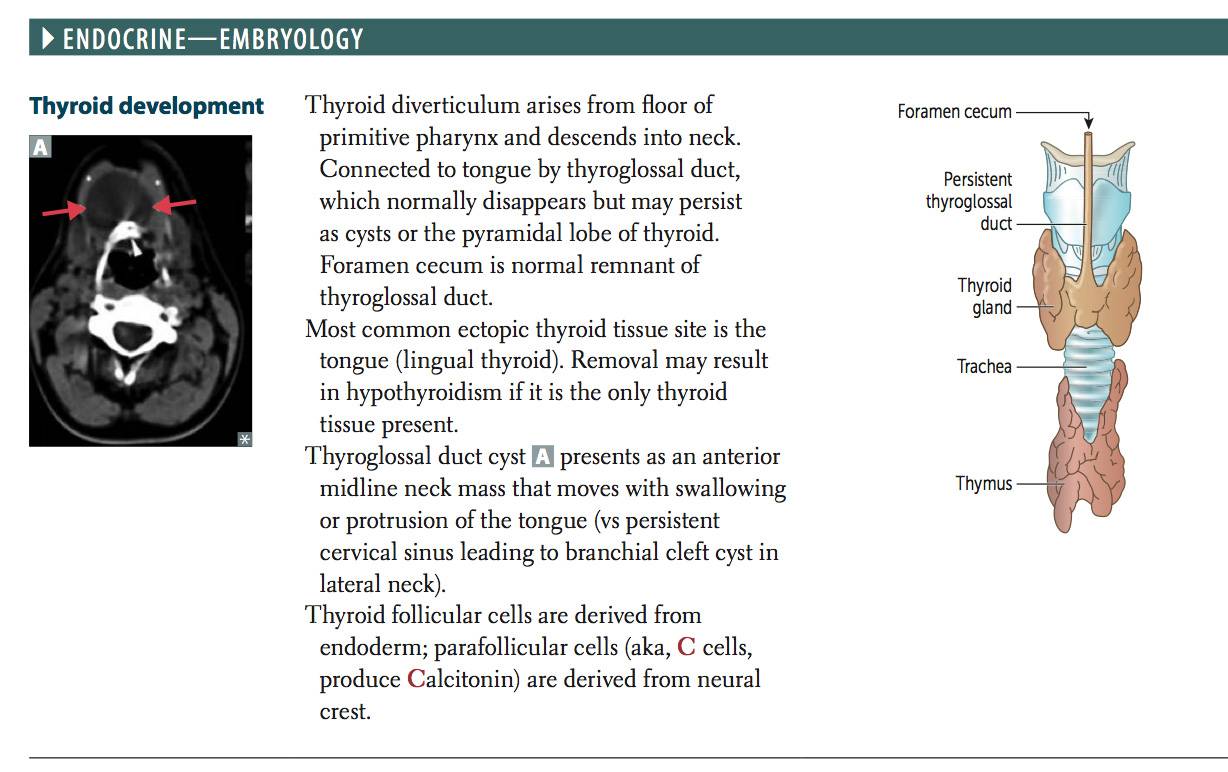 ENDOCRINE—EMBRYOLOGY
Thyroid development
A
Thyroid diverticulum arises from floor of
primitive pharynx and descends into neck.
Connected to tongue by thyroglossal duct,
which normally disappears but may persist
as cysts or the pyramidal lobe of thyroid.
Foramen cecum is normal remnant of
thyroglossal duct.
Most common ectopic thyroid tissue site is the
tongue (lingual thyroid). Removal may result
in hypothyroidism if it is the only thyroid
tissue present.
Thyroglossal duct cyst A presents as an anterior
midline neck mass that moves with swallowing
or protrusion of the tongue (vs persistent
cervical sinus leading to branchial cleft cyst in
lateral neck).
Thyroid follicular cells are derived from
endoderm; parafollicular cells (aka, C cells,
produce Calcitonin) are derived from neural
crest.
Foramen cecum
Persistent
thyroglossal
duct
Thyroid
gland
Trachea
Thymus